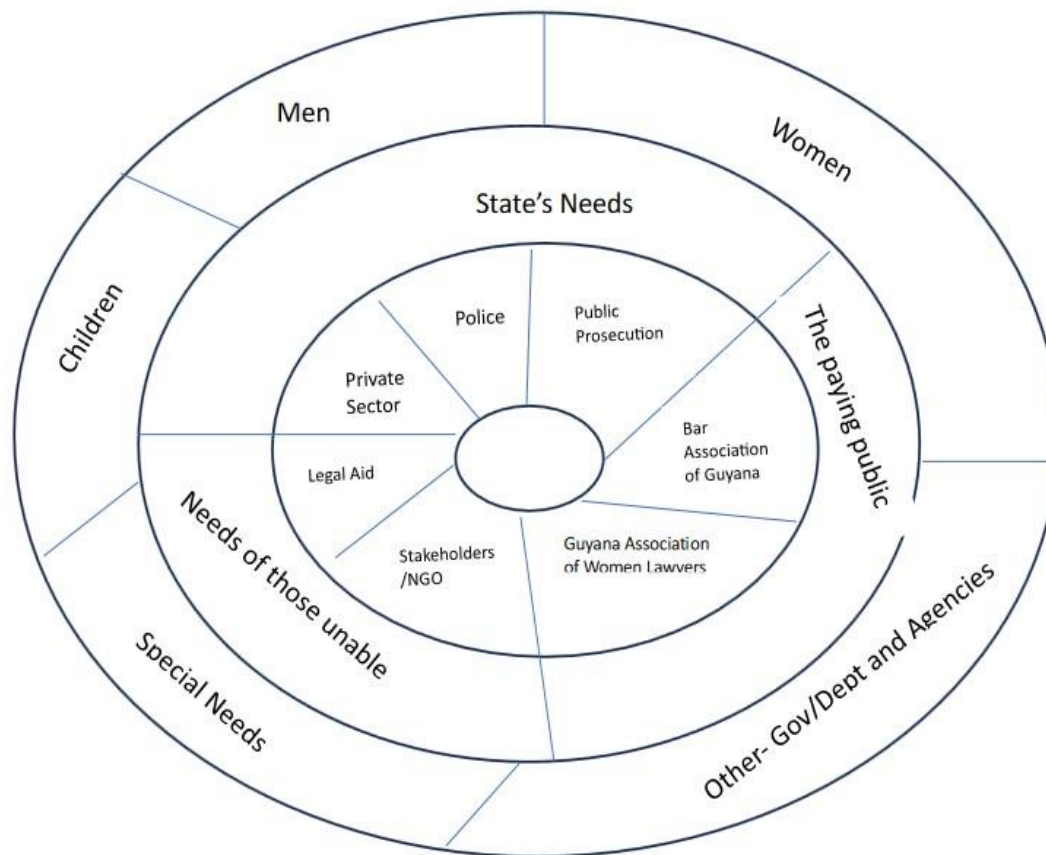 Men
Women
State's Needs
Children
Police
Public
Prosecution
The paying public
Private
Sector
Bar
Association
of Guyana
Legal Aid
Needs of those unable
Stakeholders
/NGO
Guyana Association
of Women Lawyers
Special Needs
Other- Gov/Dept and Agencies